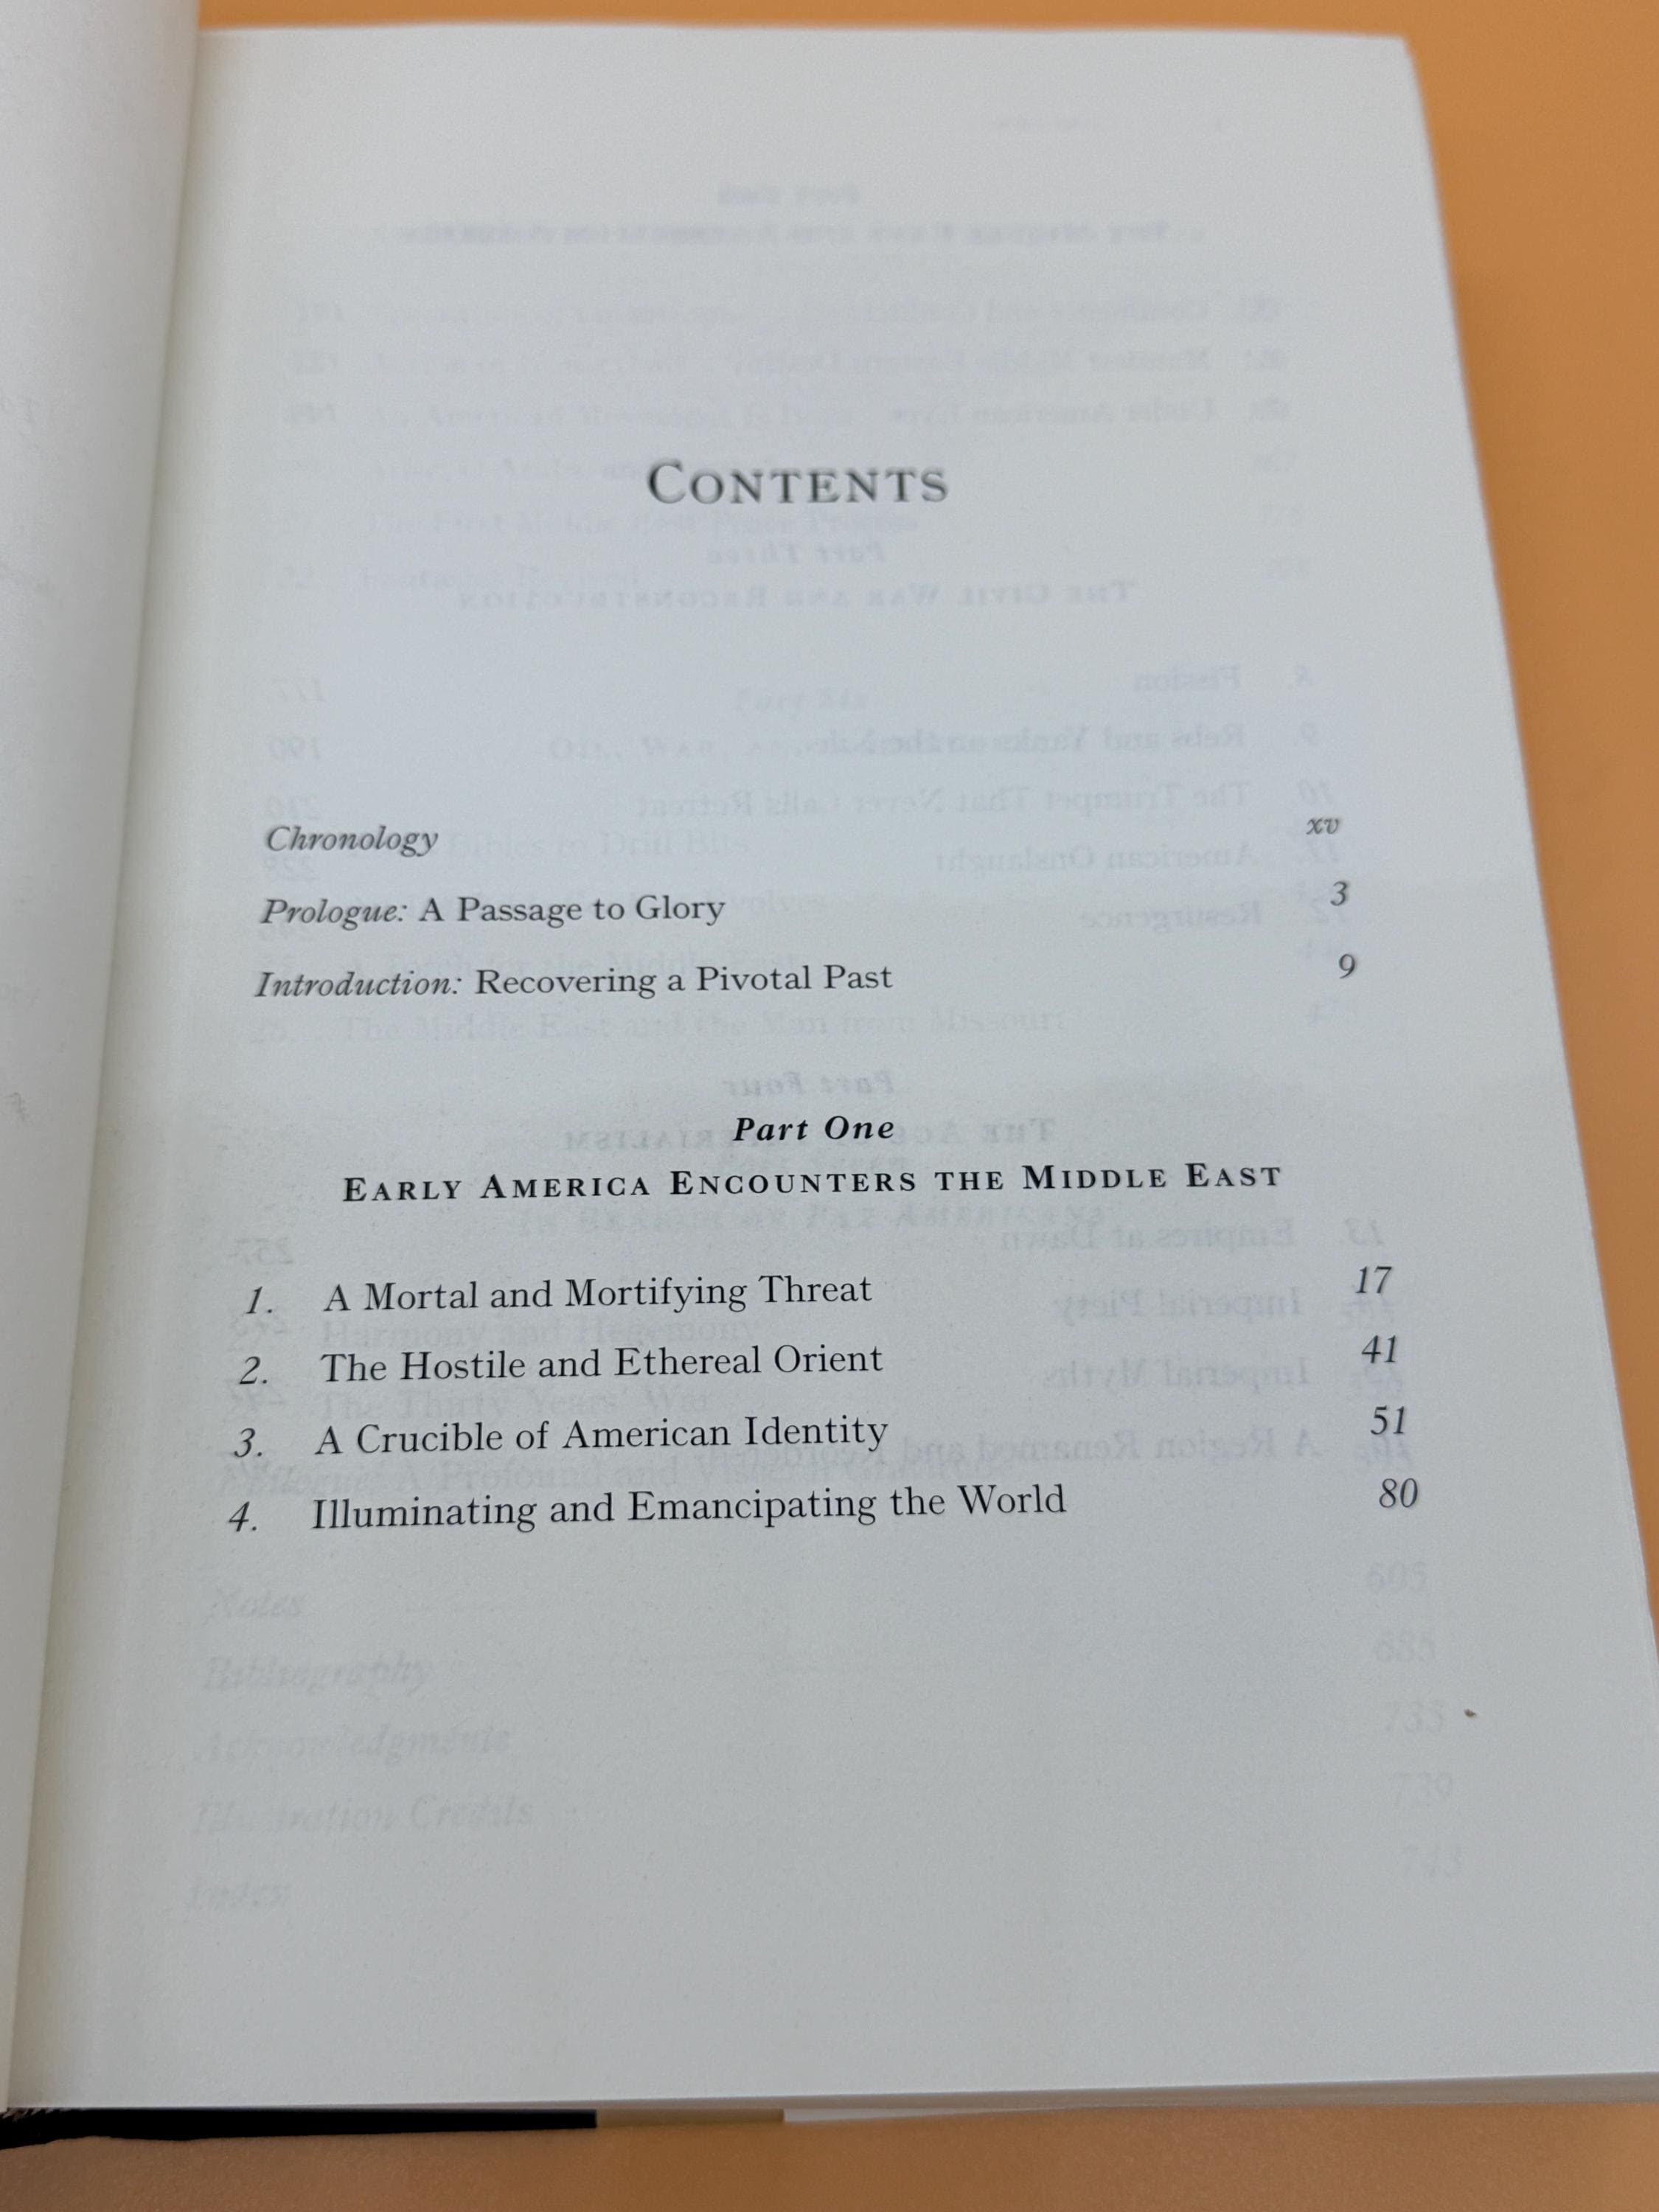 CONTENTS
Chronology xv
Prologue: A Passage to Glory 3
Introduction: Recovering a Pivotal Past 9
Part One
EARLY AMERICA ENCOUNTERS THE MIDDLE EAST
1. A Mortal and Mortifying Threat 17
2. The Hostile and Ethereal Orient 41
3. A Crucible of American Identity 51
4. Illuminating and Emancipating the World 80